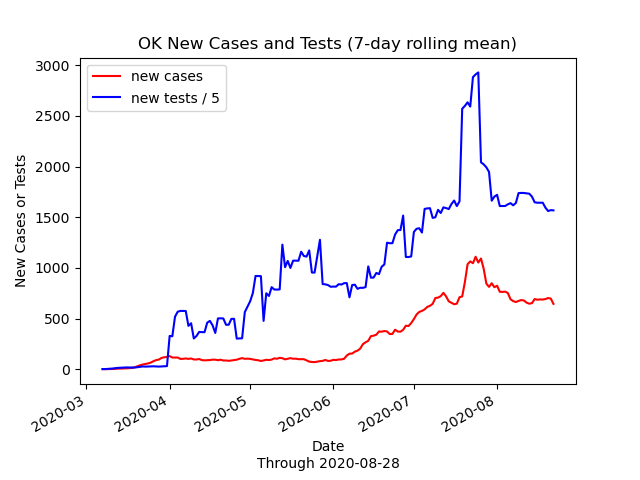 OK New Cases and Tests (7-day rolling mean)
new cases
new tests / 5
New Cases or Tests
3000
2500
2000
1500
1000
500
0
2020-03
2020-04
2020-05
2020-06
2020-07
2020-08
Date
Through 2020-08-28